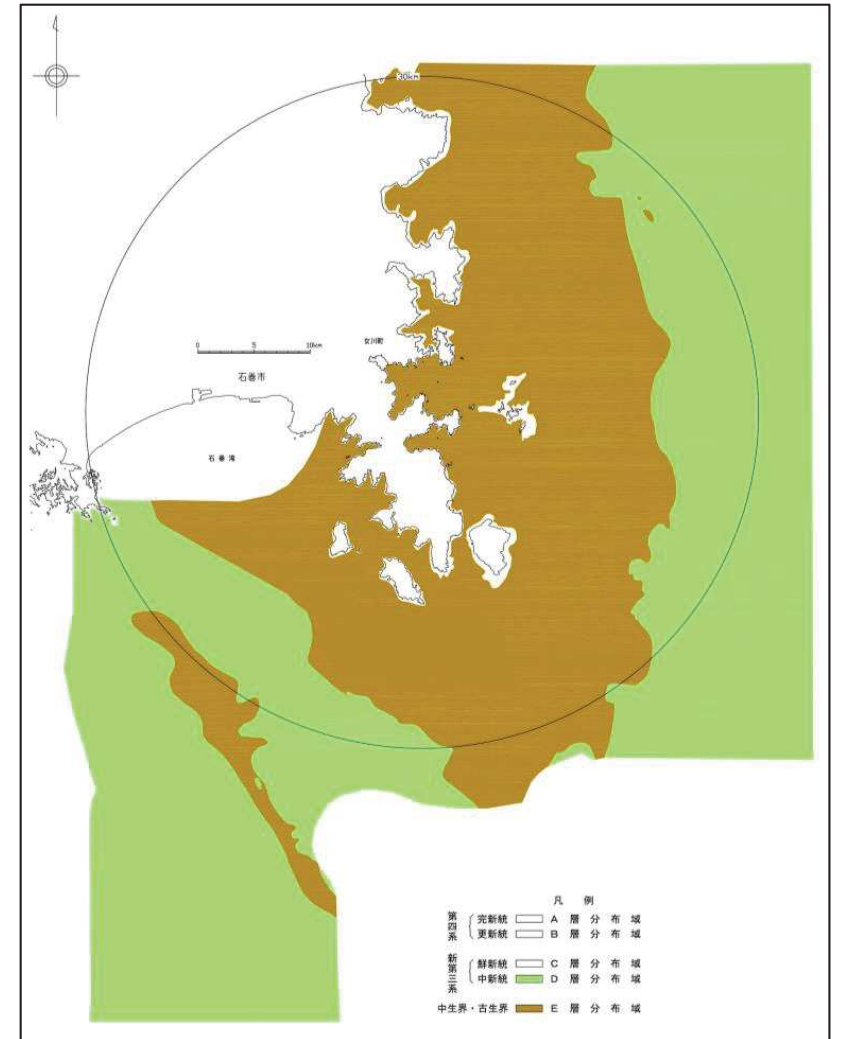 30km
女川町
0 5 10km
石巻市
石巻湾
凡例
第四系
完新統 A層分布域
更新統 B層分布域
新第三系
鮮新統 C層分布域
中新統 D層分布域
中生界・古生界 E層分布域